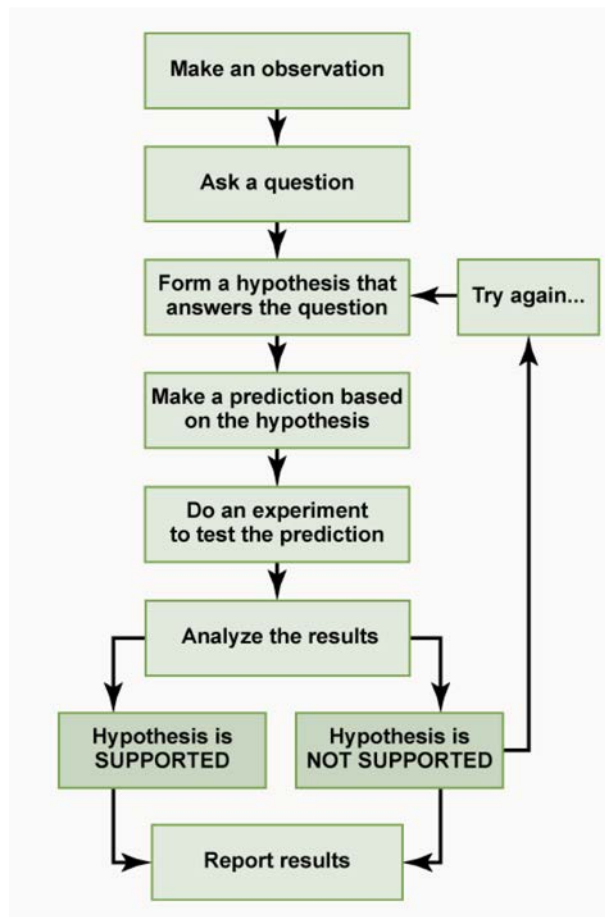 Make an observation
Ask a question
Form a hypothesis that
answers the question
Try again...
Make a prediction based
on the hypothesis
Do an experiment
to test the prediction
Analyze the results
Hypothesis is
SUPPORTED
Hypothesis is
NOT SUPPORTED
Report results